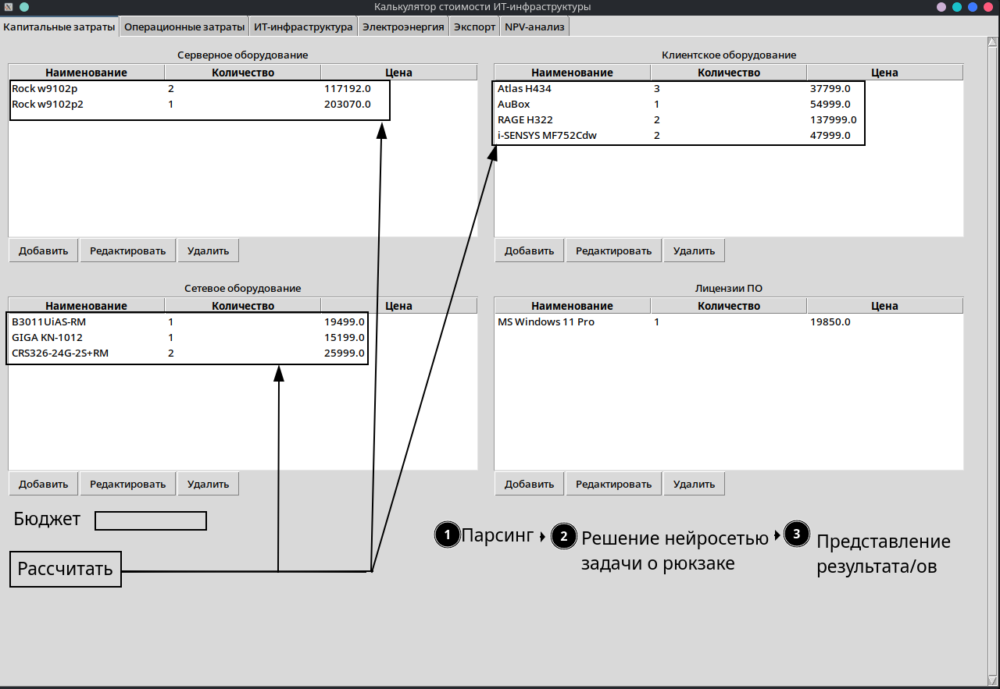 Калькулятор стоимости ИТ-инфраструктуры
Капитальные затраты Операционные затраты ИТ-инфраструктура Электроэнергия Экспорт NPV-анализ
Серверное оборудование
Наименование Количество Цена
Rock w9102p 2 117192.0
Rock w9102p2 1 203070.0
Добавить Редактировать Удалить
Клиентское оборудование
Наименование Количество Цена
Atlas H434 3 37799.0
AuBox 1 54999.0
RAGE H322 2 137999.0
i-SENSYS MF752Cdw 2 47999.0
Добавить Редактировать Удалить
Сетевое оборудование
Наименование Количество Цена
B3011UiAS-RM 1 19499.0
GIGA KN-1012 1 15199.0
CRS326-24G-2S+RM 2 25999.0
Добавить Редактировать Удалить
Лицензии ПО
Наименование Количество Цена
MS Windows 11 Pro 1 19850.0
Добавить Редактировать Удалить
Бюджет
Рассчитать
1 Парсинг
2 Решение нейросетью
задачи о рюкзаке
3 Представление
результата/ов